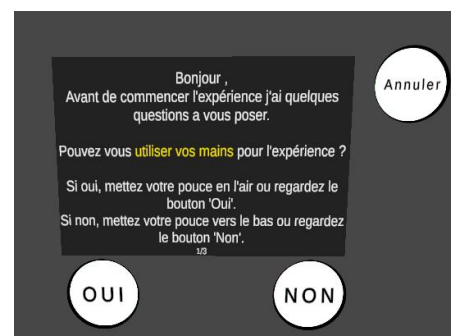 Bonjour ,
Avant de commencer l'expérience j'ai quelques
questions a vous poser.
Pouvez vous utiliser vos mains pour l'expérience ?
Si oui, mettez votre pouce en l'air ou regardez le
bouton 'Oui'.
Si non, mettez votre pouce vers le bas ou regardez
le bouton 'Non'.
1/3
Annuler
OUI
NON